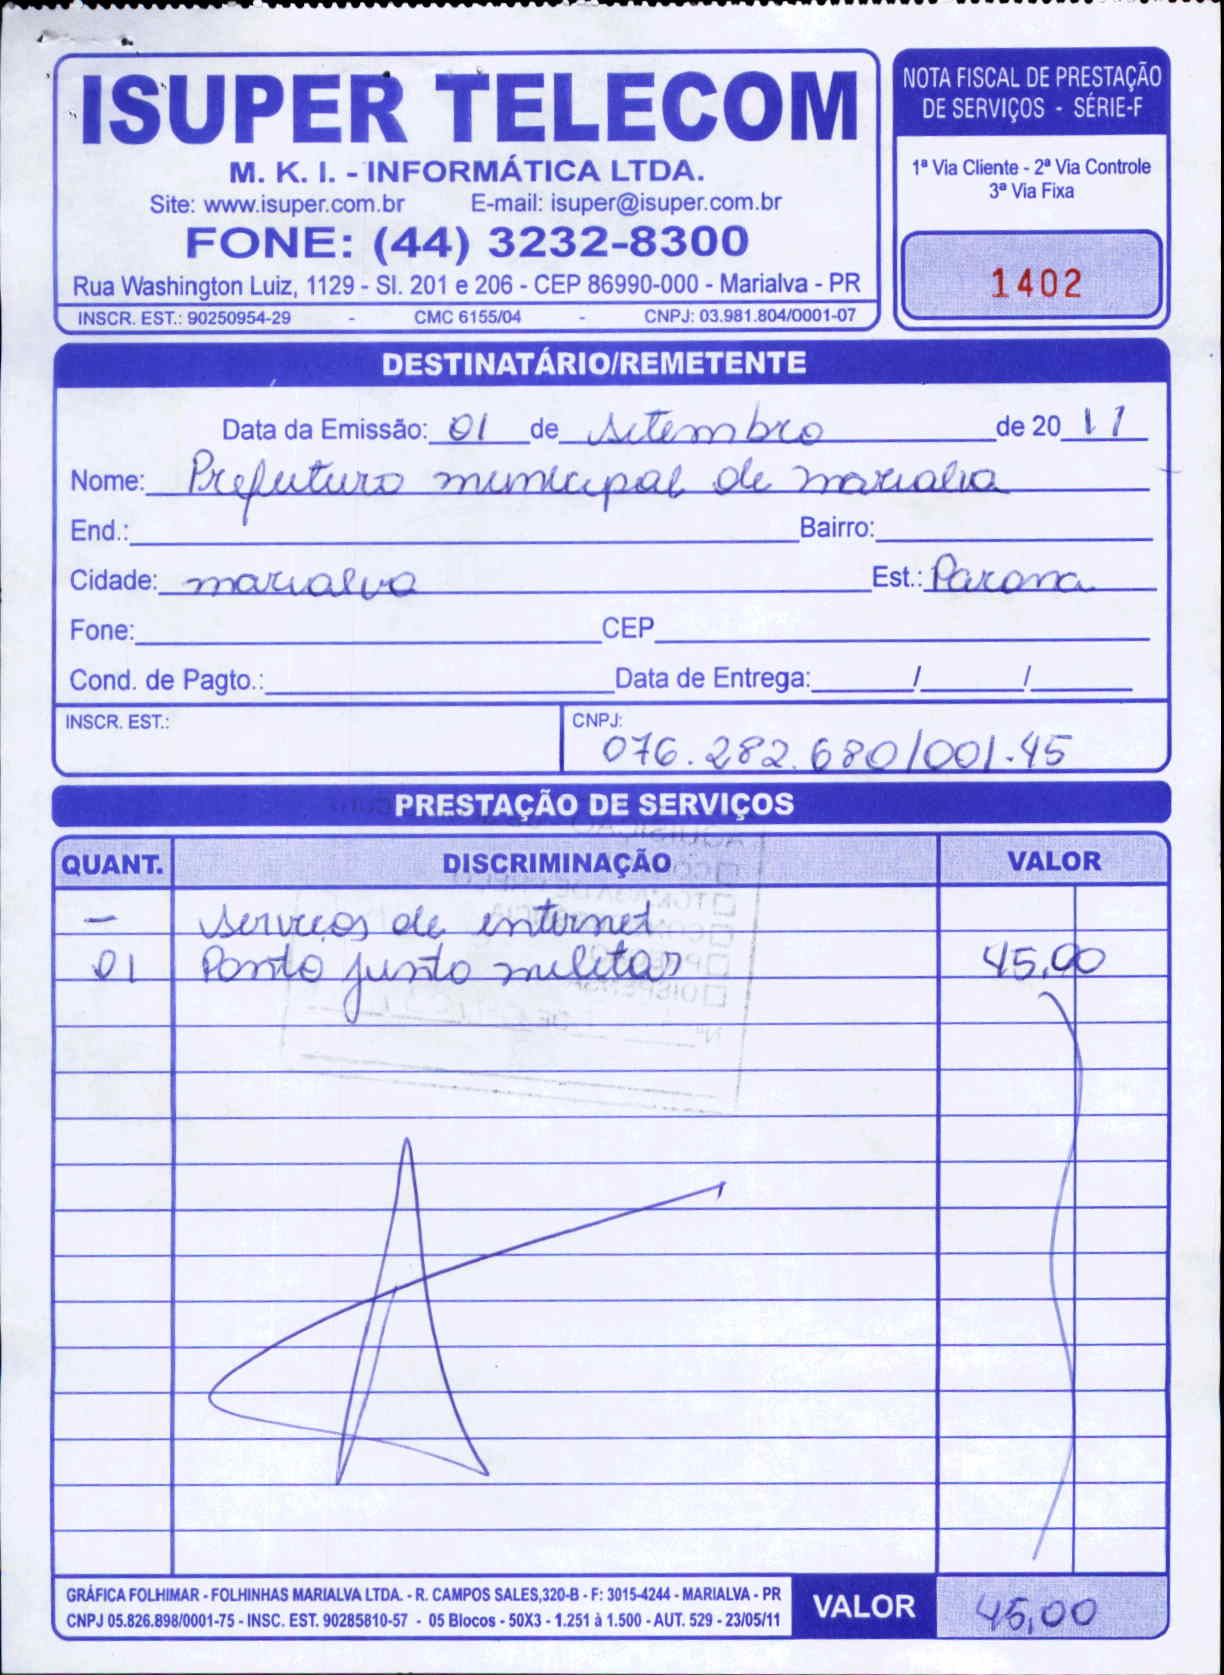 ISUPER TELECOM
M. K. I. - INFORMÁTICA LTDA.
Site: www.isuper.com.br E-mail: isuper@isuper.com.br
FONE: (44) 3232-8300
Rua Washington Luiz, 1129 - Sl. 201 e 206 - CEP 86990-000 - Marialva - PR
INSCR. EST.: 90250954-29 - CMC 6155/04 - CNPJ: 03.981.804/0001-07
NOTA FISCAL DE PRESTAÇÃO
DE SERVIÇOS - SÉRIE-F
1ª Via Cliente - 2ª Via Controle
3ª Via Fixa
1402
DESTINATÁRIO/REMETENTE
Data da Emissão: 01 de setembro de 20 11
Nome: Prefeitura municipal de marialva
End.: Bairro:
Cidade: marialva Est.: Parana
Fone: CEP
Cond. de Pagto.: Data de Entrega: / /
INSCR. EST.: CNPJ: 076.282.680/001.45
PRESTAÇÃO DE SERVIÇOS
QUANT. DISCRIMINAÇÃO VALOR
- serviços de internet
01 Ponto junto militar 45,00
GRÁFICA FOLHIMAR - FOLHINHAS MARIALVA LTDA. - R. CAMPOS SALES,320-B - F: 3015-4244 - MARIALVA - PR
CNPJ 05.826.898/0001-75 - INSC. EST. 90285810-57 - 05 Blocos - 50X3 - 1.251 à 1.500 - AUT. 529 - 23/05/11
VALOR 45,00